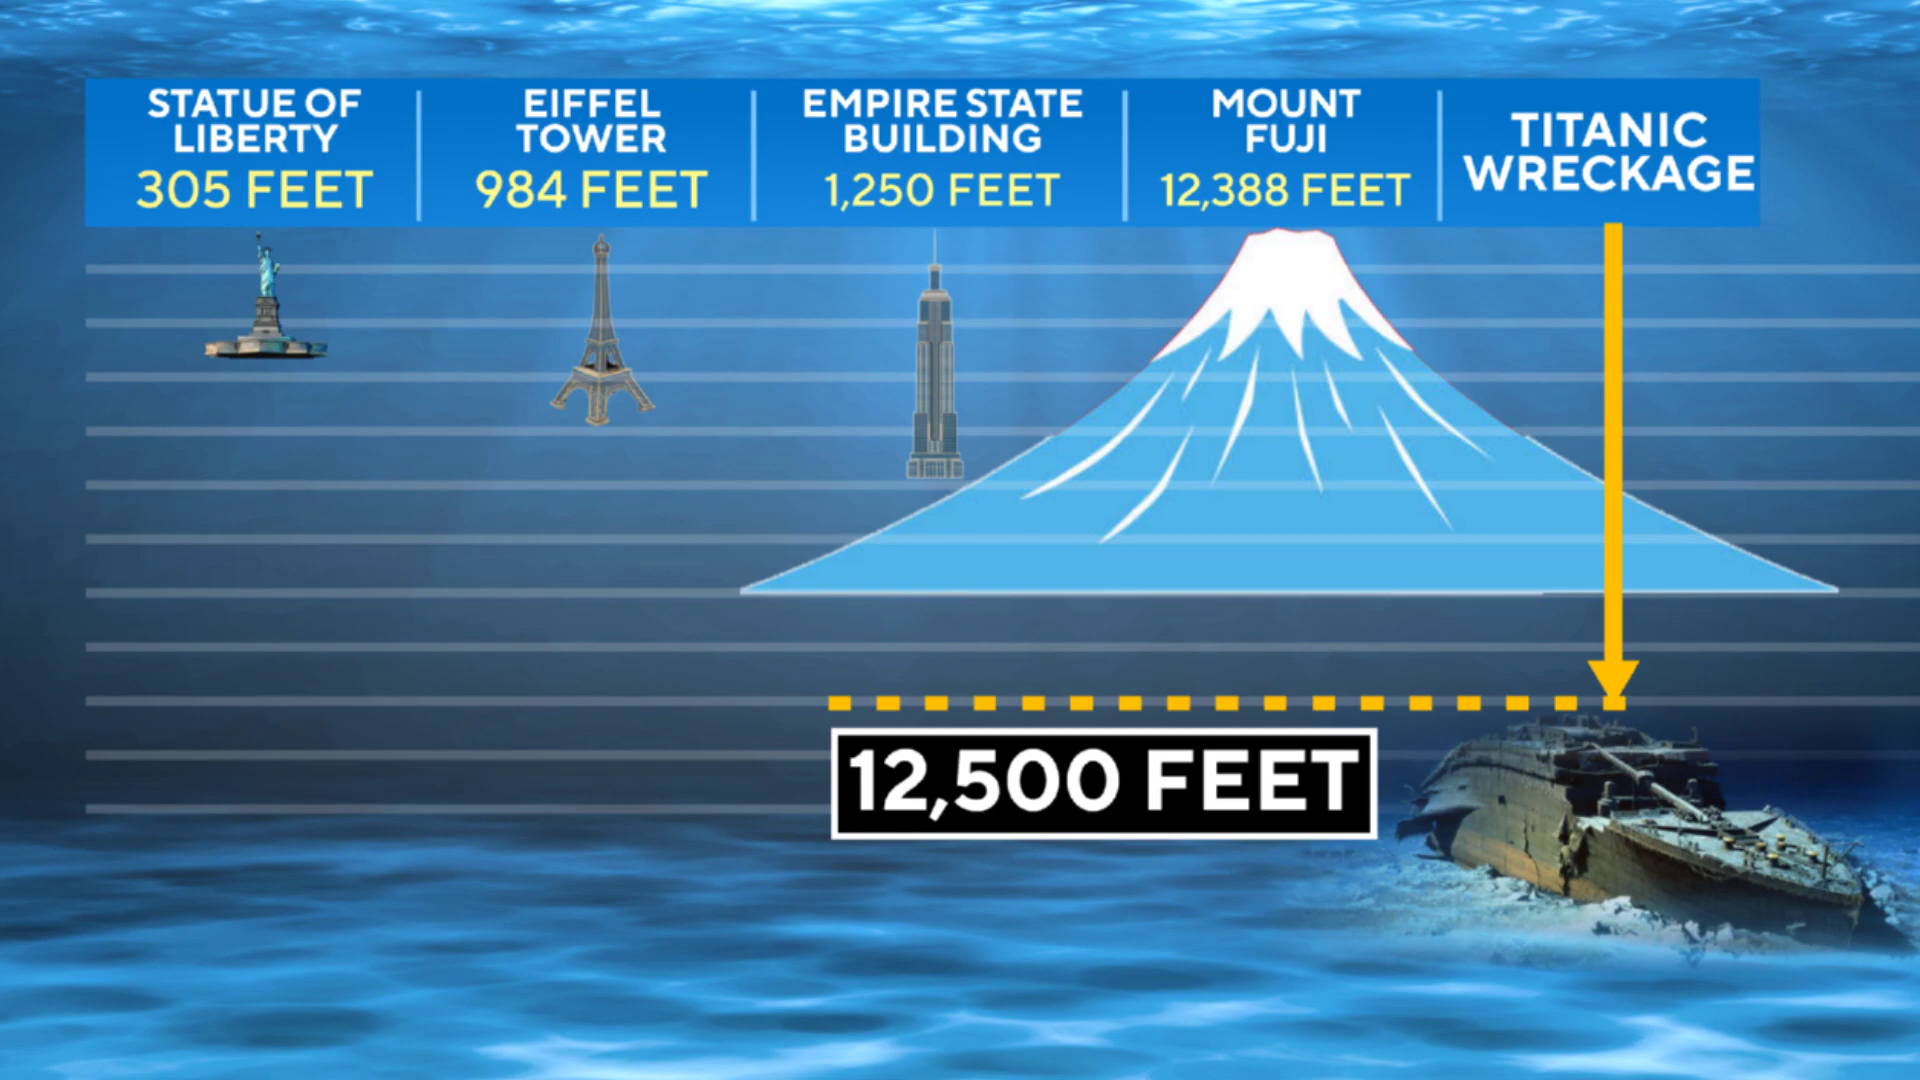 STATUE OF
LIBERTY
305 FEET
EIFFEL
TOWER
984 FEET
EMPIRE STATE
BUILDING
1,250 FEET
MOUNT
FUJI
12,388 FEET
TITANIC
WRECKAGE
12,500 FEET